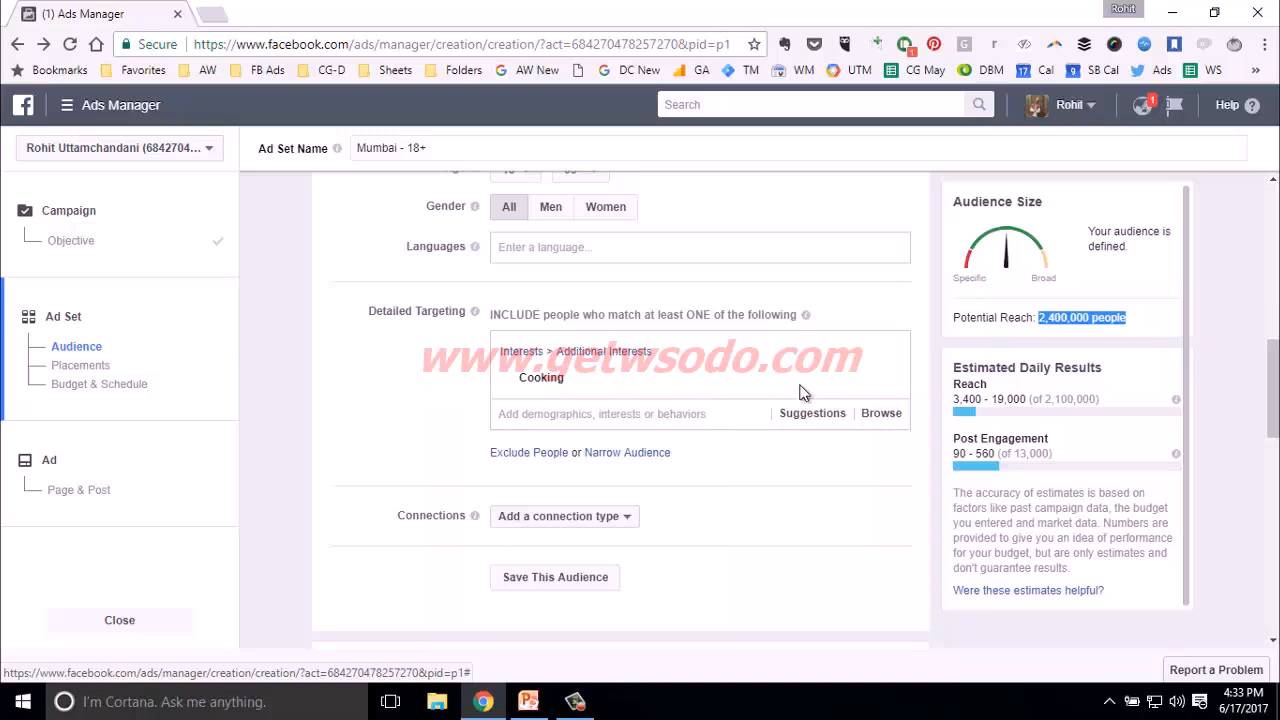 (1) Ads Manager
Rohit
Secure
https://www.facebook.com/ads/manager/creation/creation/?act=684270478257270&pid=p1
Bookmarks
Favorites
AW
FB Ads
CG-D
Sheets
Folders
AW New
DC New
GA
TM
WM
UTM
CG May
DBM
Cal
SB Cal
Ads
WS
Ads Manager
Search
Rohit
1
Help
Rohit Uttamchandani (6842704...
Ad Set Name
Mumbai - 18+
Campaign
Objective
Ad Set
Audience
Placements
Budget & Schedule
Ad
Page & Post
Close
Gender
All
Men
Women
Languages
Enter a language...
Detailed Targeting
INCLUDE people who match at least ONE of the following
Interests > Additional Interests
Cooking
Add demographics, interests or behaviors
Suggestions
Browse
Exclude People or Narrow Audience
Connections
Add a connection type
Save This Audience
www.getwsodo.com
Audience Size
Specific
Broad
Your audience is
defined.
Potential Reach: 2,400,000 people
Estimated Daily Results
Reach
3,400 - 19,000 (of 2,100,000)
Post Engagement
90 - 560 (of 13,000)
The accuracy of estimates is based on
factors like past campaign data, the budget
you entered and market data. Numbers are
provided to give you an idea of performance
for your budget, but are only estimates and
don't guarantee results.
Were these estimates helpful?
Report a Problem
https://www.facebook.com/ads/manager/creation/creation/?act=684270478257270&pid=p1#
I'm Cortana. Ask me anything.
4:33 PM
6/17/2017